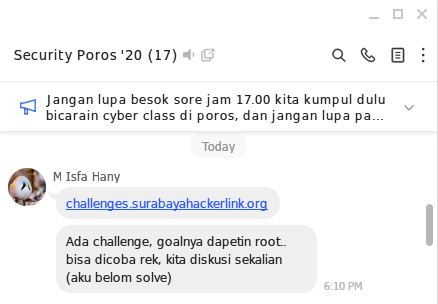 Security Poros '20 (17)
Jangan lupa besok sore jam 17.00 kita kumpul dulu
bicarain cyber class di poros, dan jangan lupa pa...
Today
M Isfa Hany
challenges.surabayahackerlink.org
Ada challenge, goalnya dapetin root..
bisa dicoba rek, kita diskusi sekalian
(aku belom solve)
6:10 PM